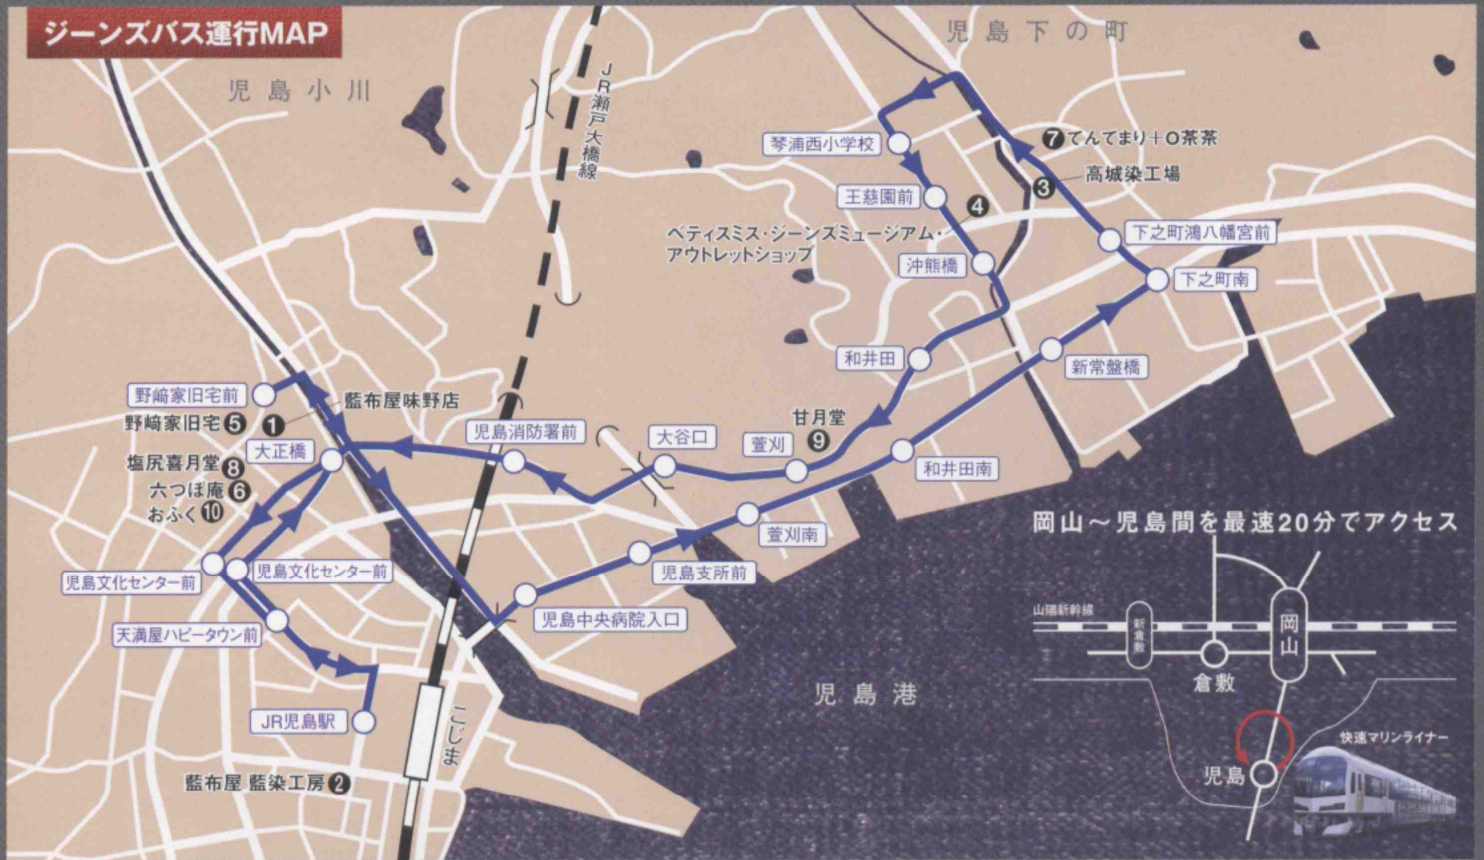 ジーンズバス運行MAP
児島小川
児島下の町
JR瀬戸大橋線
琴浦西小学校
❼てんてまり+O茶茶
高城染工場
❸
王慈園前
❹
ベティスミス・ジーンズミュージアム・
アウトレットショップ
下之町鴻八幡宮前
沖熊橋
下之町南
和井田
新常盤橋
野﨑家旧宅前
藍布屋味野店
野﨑家旧宅❺
❶
甘月堂
❾
児島消防署前
大谷口
萱刈
大正橋
塩尻喜月堂❽
六つぼ庵❻
おふく❿
和井田南
萱刈南
児島文化センター前
児島文化センター前
児島支所前
児島中央病院入口
天満屋ハピータウン前
児島港
JR児島駅
こじま
藍布屋 藍染工房❷
岡山～児島間を最速20分でアクセス
山陽新幹線
新倉敷
岡山
倉敷
快速マリンライナー
児島